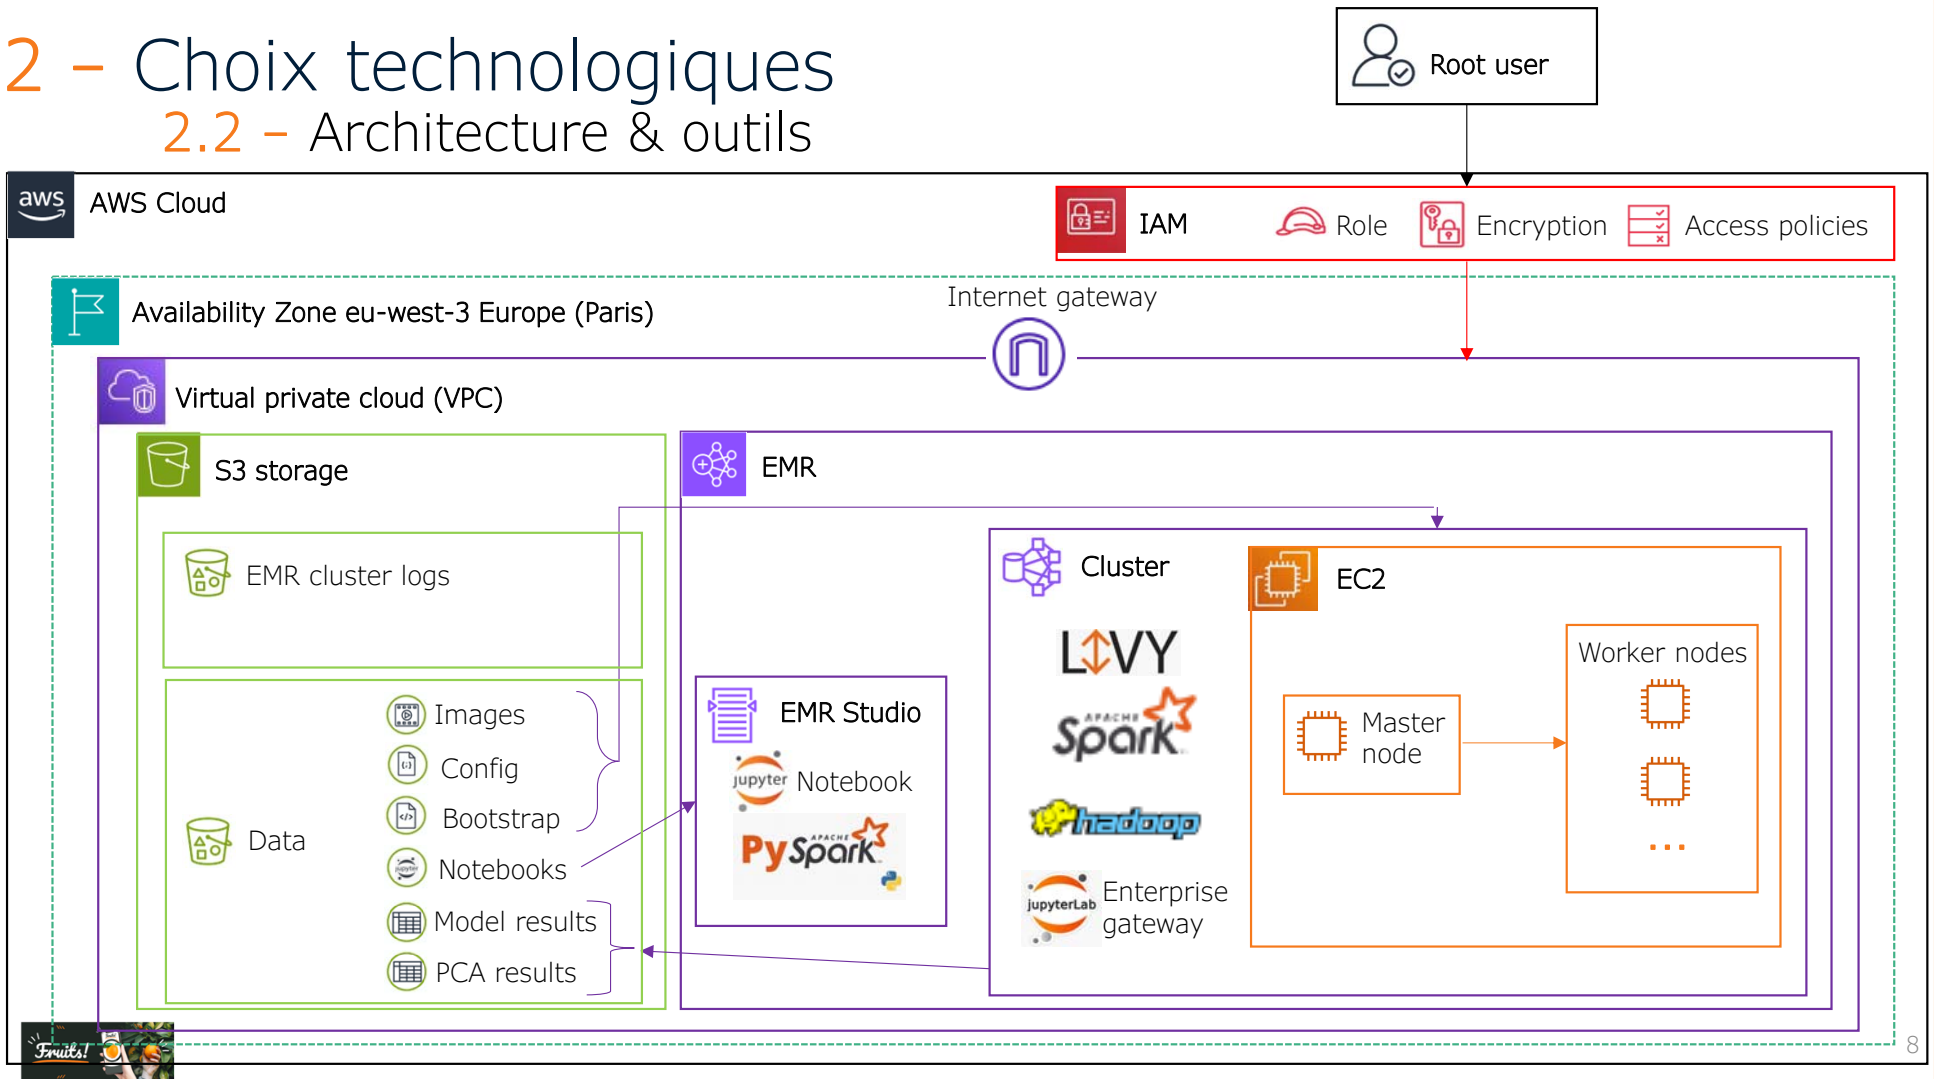 2 – Choix technologiques
2.2 – Architecture & outils
Root user
aws
AWS Cloud
IAM
Role
Encryption
Access policies
Availability Zone eu-west-3 Europe (Paris)
Internet gateway
Virtual private cloud (VPC)
S3 storage
EMR cluster logs
Data
Images
Config
Bootstrap
jupyter
Notebooks
Model results
PCA results
EMR
EMR Studio
jupyter
Notebook
APACHE
PySpark
Cluster
LIVY
APACHE
Spark
hadoop
jupyterLab
Enterprise
gateway
EC2
Master
node
Worker nodes
...
Fruits!
8